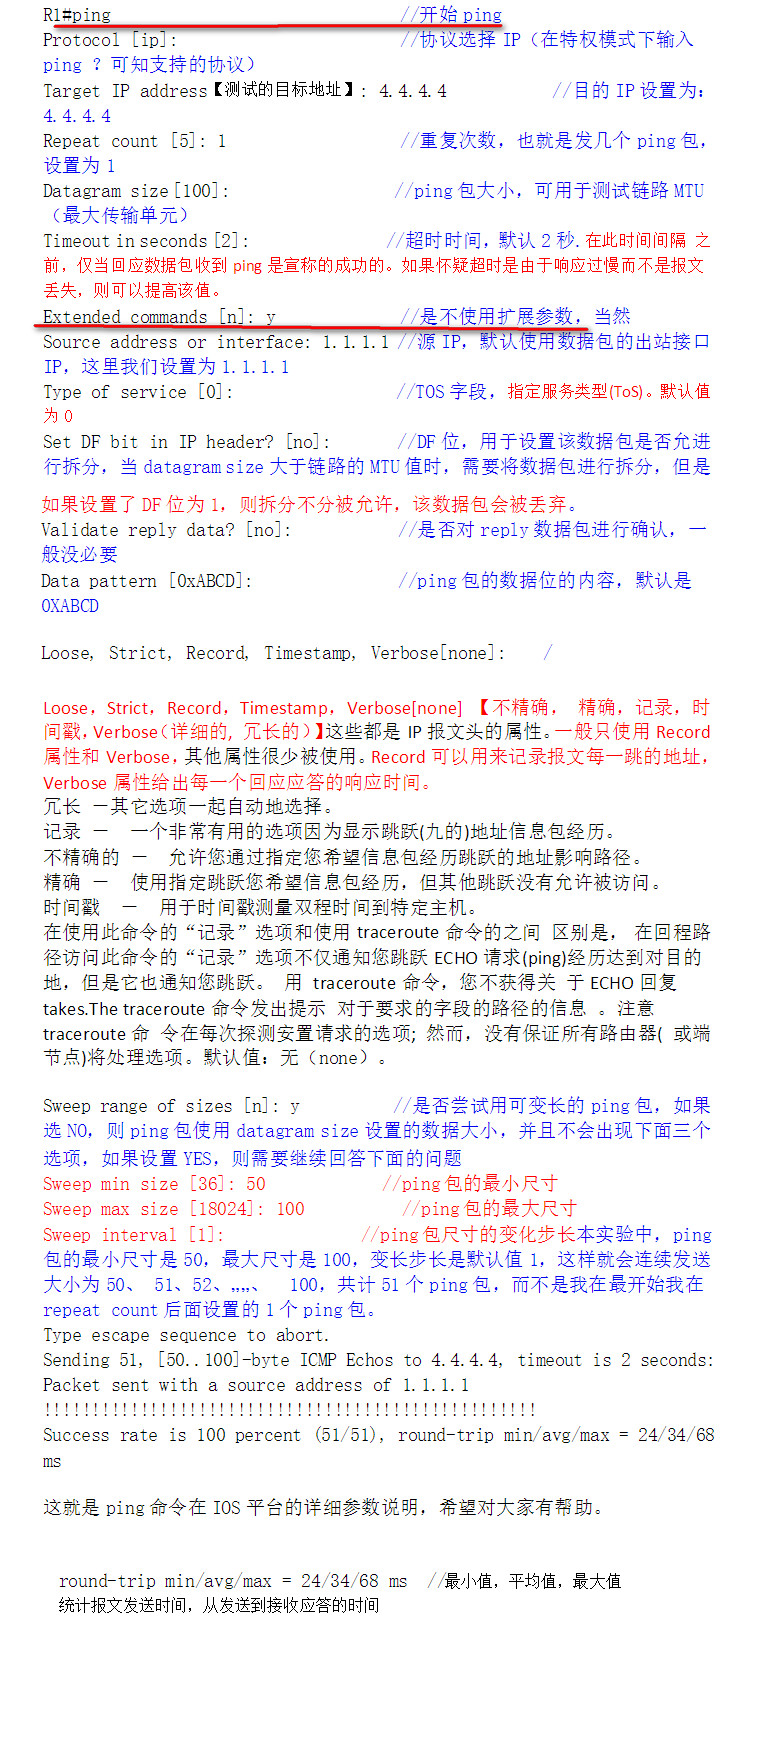 R1#ping //开始 ping
Protocol [ip]: //协议选择 IP（在特权模式下输入
ping ？可知支持的协议）
Target IP address【测试的目标地址】: 4.4.4.4 //目的 IP 设置为：
4.4.4.4
Repeat count [5]: 1 //重复次数，也就是发几个 ping 包，
设置为 1
Datagram size [100]: //ping 包大小，可用于测试链路 MTU
（最大传输单元）
Timeout in seconds [2]: //超时时间，默认 2 秒. 在此时间间隔 之
前，仅当回应数据包收到 ping 是宣称的成功的。如果怀疑超时是由于响应过慢而不是报文
丢失，则可以提高该值。
Extended commands [n]: y //是不使用扩展参数，当然
Source address or interface: 1.1.1.1 //源 IP，默认使用数据包的出站接口
IP，这里我们设置为 1.1.1.1
Type of service [0]: //TOS 字段，指定服务类型(ToS)。默认值
为 0
Set DF bit in IP header? [no]: //DF 位，用于设置该数据包是否允进
行拆分，当 datagram size 大于链路的 MTU 值时，需要将数据包进行拆分，但是
如果设置了 DF 位为 1，则拆分不分被允许，该数据包会被丢弃。
Validate reply data? [no]: //是否对 reply 数据包进行确认，一
般没必要
Data pattern [0xABCD]: //ping 包的数据位的内容，默认是
0XABCD
Loose, Strict, Record, Timestamp, Verbose[none]: /
Loose，Strict，Record，Timestamp，Verbose[none] 【不精确， 精确，记录，时
间戳，Verbose（详细的, 冗长的）】这些都是 IP 报文头的属性。一般只使用 Record
属性和 Verbose，其他属性很少被使用。Record 可以用来记录报文每一跳的地址，
Verbose 属性给出每一个回应应答的响应时间。
冗长 －其它选项一起自动地选择。
记录 － 一个非常有用的选项因为显示跳跃(九的)地址信息包经历。
不精确的 － 允许您通过指定您希望信息包经历跳跃的地址影响路径。
精确 － 使用指定跳跃您希望信息包经历，但其他跳跃没有允许被访问。
时间戳 － 用于时间戳测量双程时间到特定主机。
在使用此命令的“记录”选项和使用 traceroute 命令的之间 区别是， 在回程路
径访问此命令的“记录”选项不仅通知您跳跃 ECHO 请求(ping)经历达到对目的
地，但是它也通知您跳跃。 用 traceroute 命令，您不获得关 于 ECHO 回复
takes.The traceroute 命令发出提示 对于要求的字段的路径的信息 。注意
traceroute 命 令在每次探测安置请求的选项; 然而，没有保证所有路由器( 或端
节点)将处理选项。默认值：无（none）。
Sweep range of sizes [n]: y //是否尝试用可变长的 ping 包，如果
选 NO，则 ping 包使用 datagram size 设置的数据大小，并且不会出现下面三个
选项，如果设置 YES，则需要继续回答下面的问题
Sweep min size [36]: 50 //ping 包的最小尺寸
Sweep max size [18024]: 100 //ping 包的最大尺寸
Sweep interval [1]: //ping 包尺寸的变化步长本实验中，ping
包的最小尺寸是 50，最大尺寸是 100，变长步长是默认值 1，这样就会连续发送
大小为 50、 51、52、„„„、 100，共计 51 个 ping 包，而不是我在最开始我在
repeat count 后面设置的 1 个 ping 包。
Type escape sequence to abort.
Sending 51, [50..100]-byte ICMP Echos to 4.4.4.4, timeout is 2 seconds:
Packet sent with a source address of 1.1.1.1
!!!!!!!!!!!!!!!!!!!!!!!!!!!!!!!!!!!!!!!!!!!!!!!!!!!
Success rate is 100 percent (51/51), round-trip min/avg/max = 24/34/68
ms
这就是 ping 命令在 IOS 平台的详细参数说明，希望对大家有帮助。
round-trip min/avg/max = 24/34/68 ms //最小值，平均值，最大值
统计报文发送时间，从发送到接收应答的时间